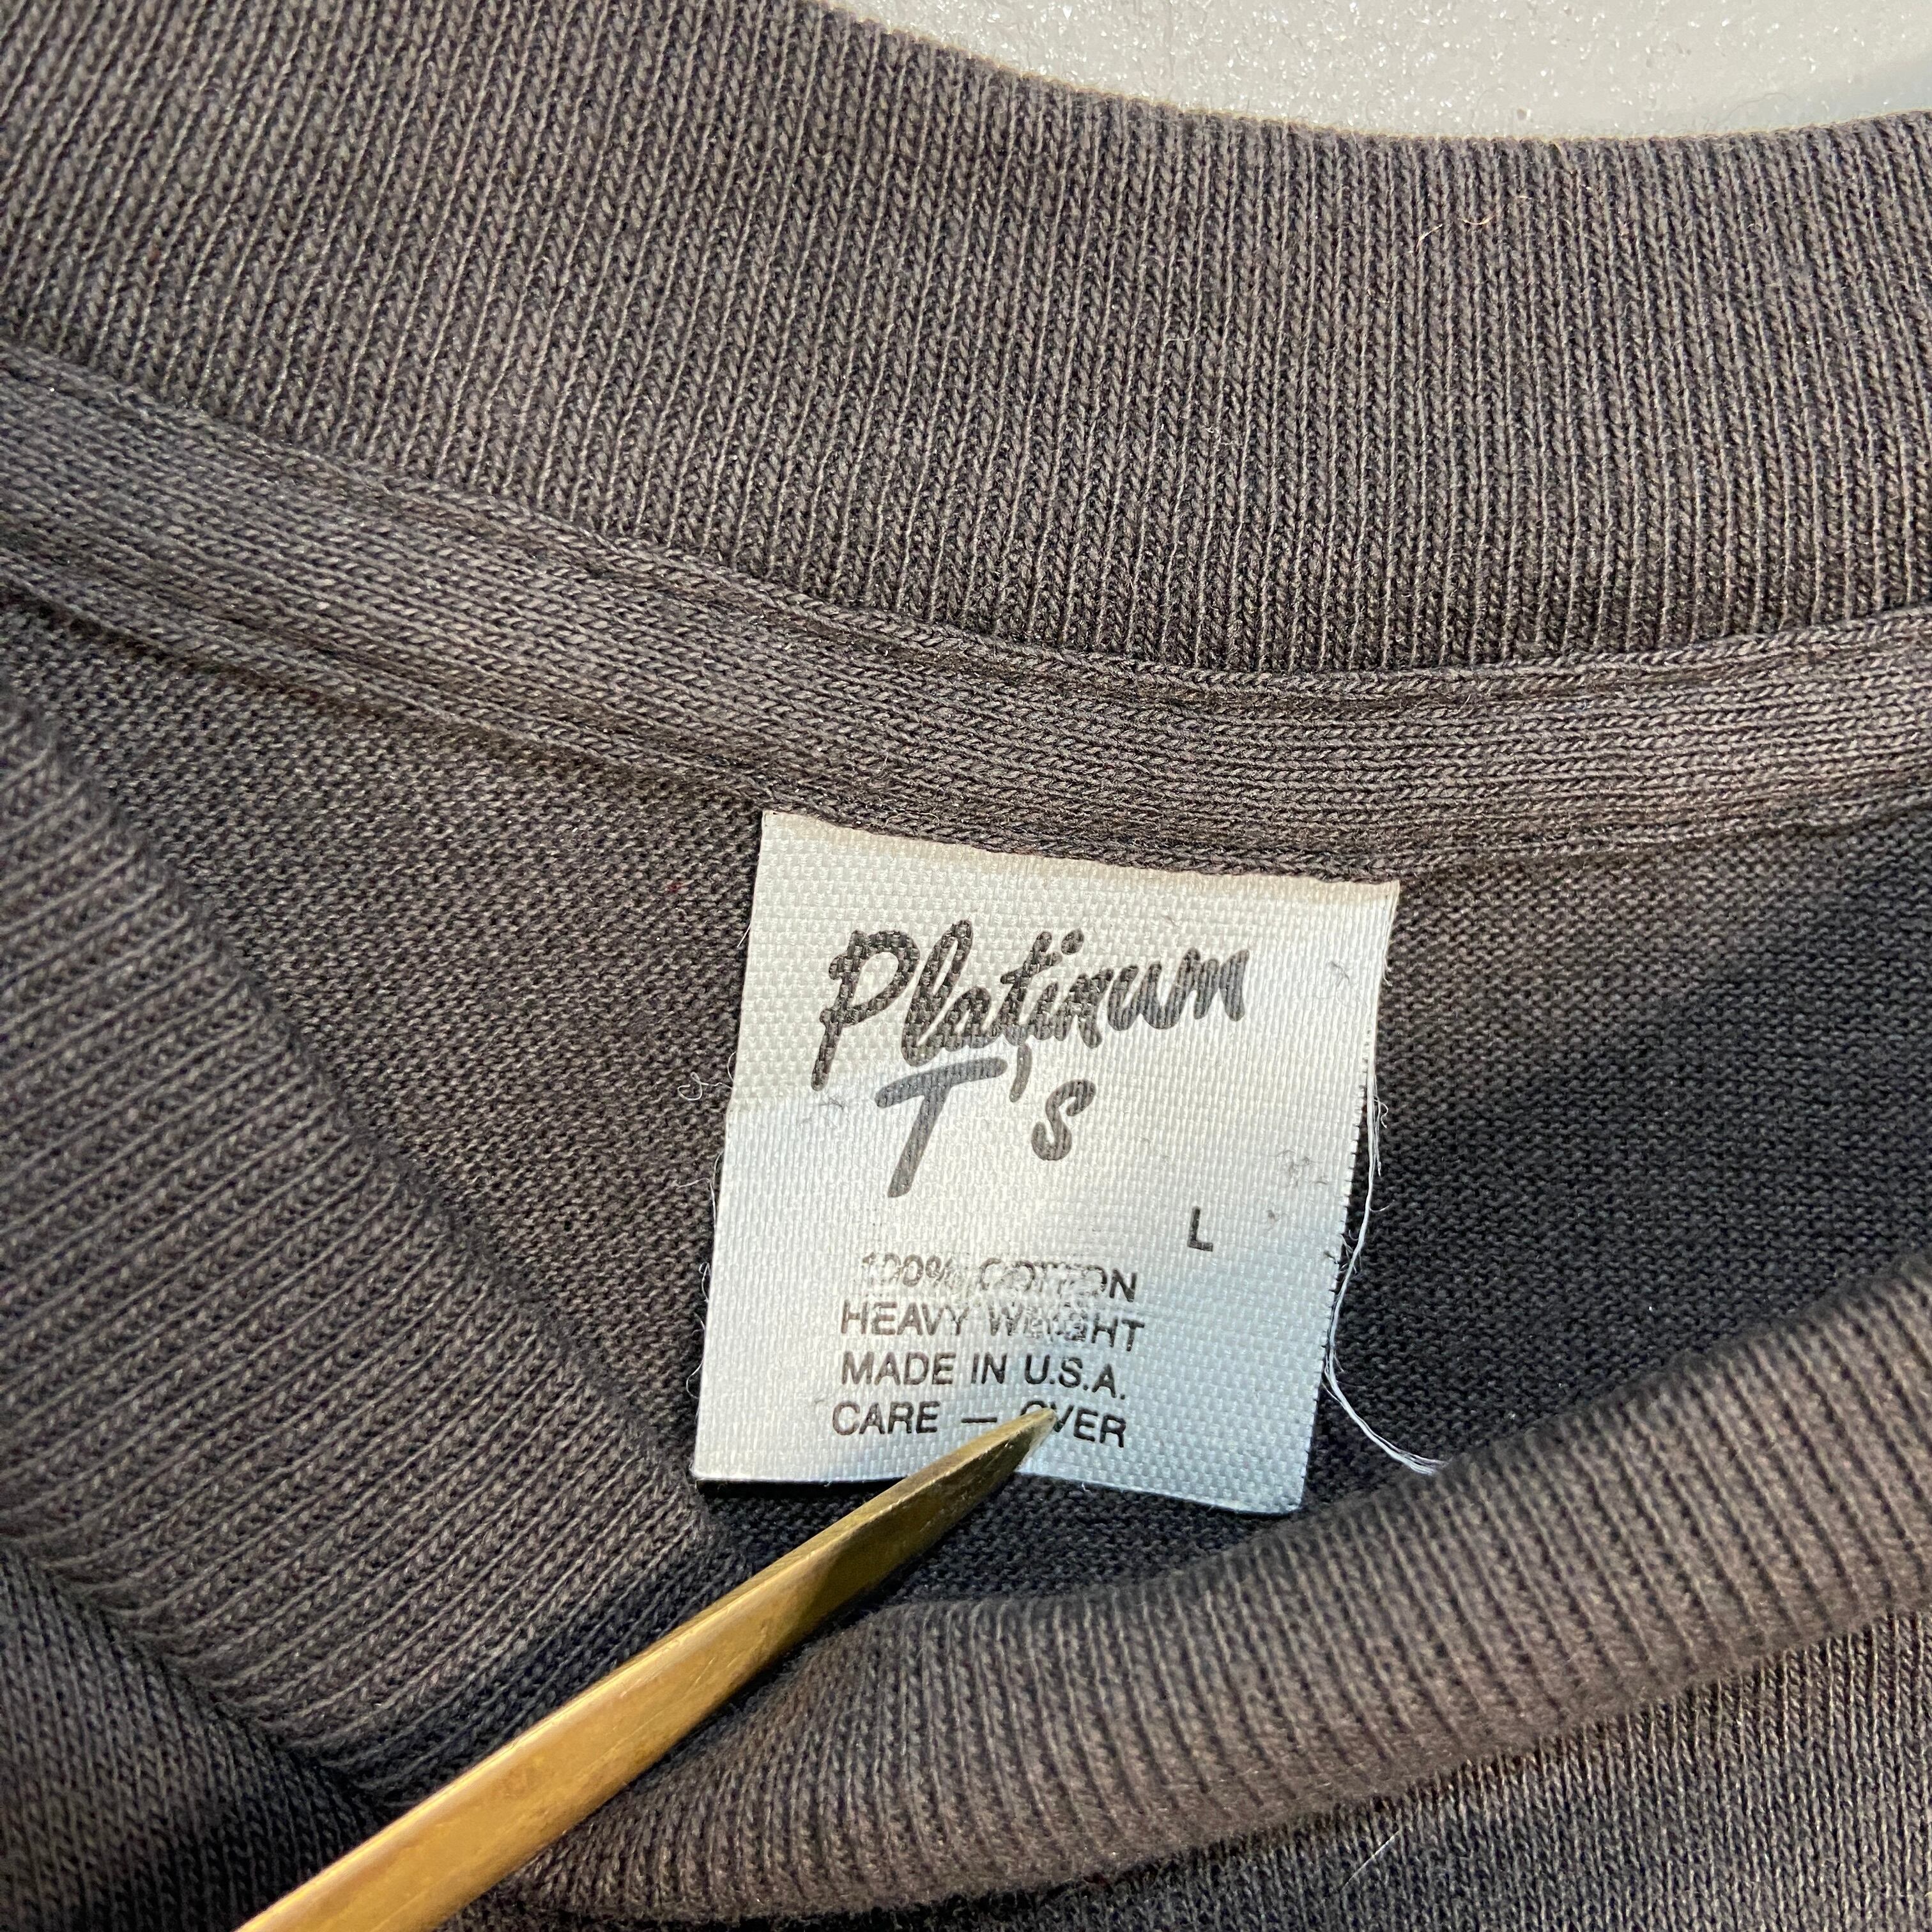 Platinum
T's
L
100% COTTON
HEAVY WEIGHT
MADE IN U.S.A.
CARE — OVER